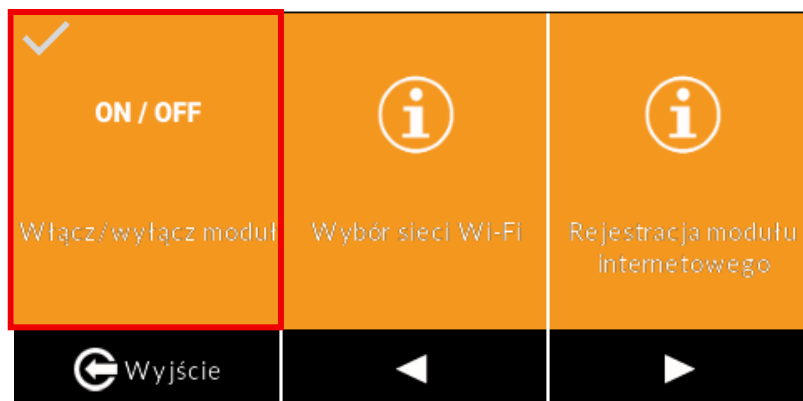 ON / OFF
Włącz/wyłącz moduł
Wybór sieci Wi-Fi
Rejestracja modułu
internetowego
Wyjście